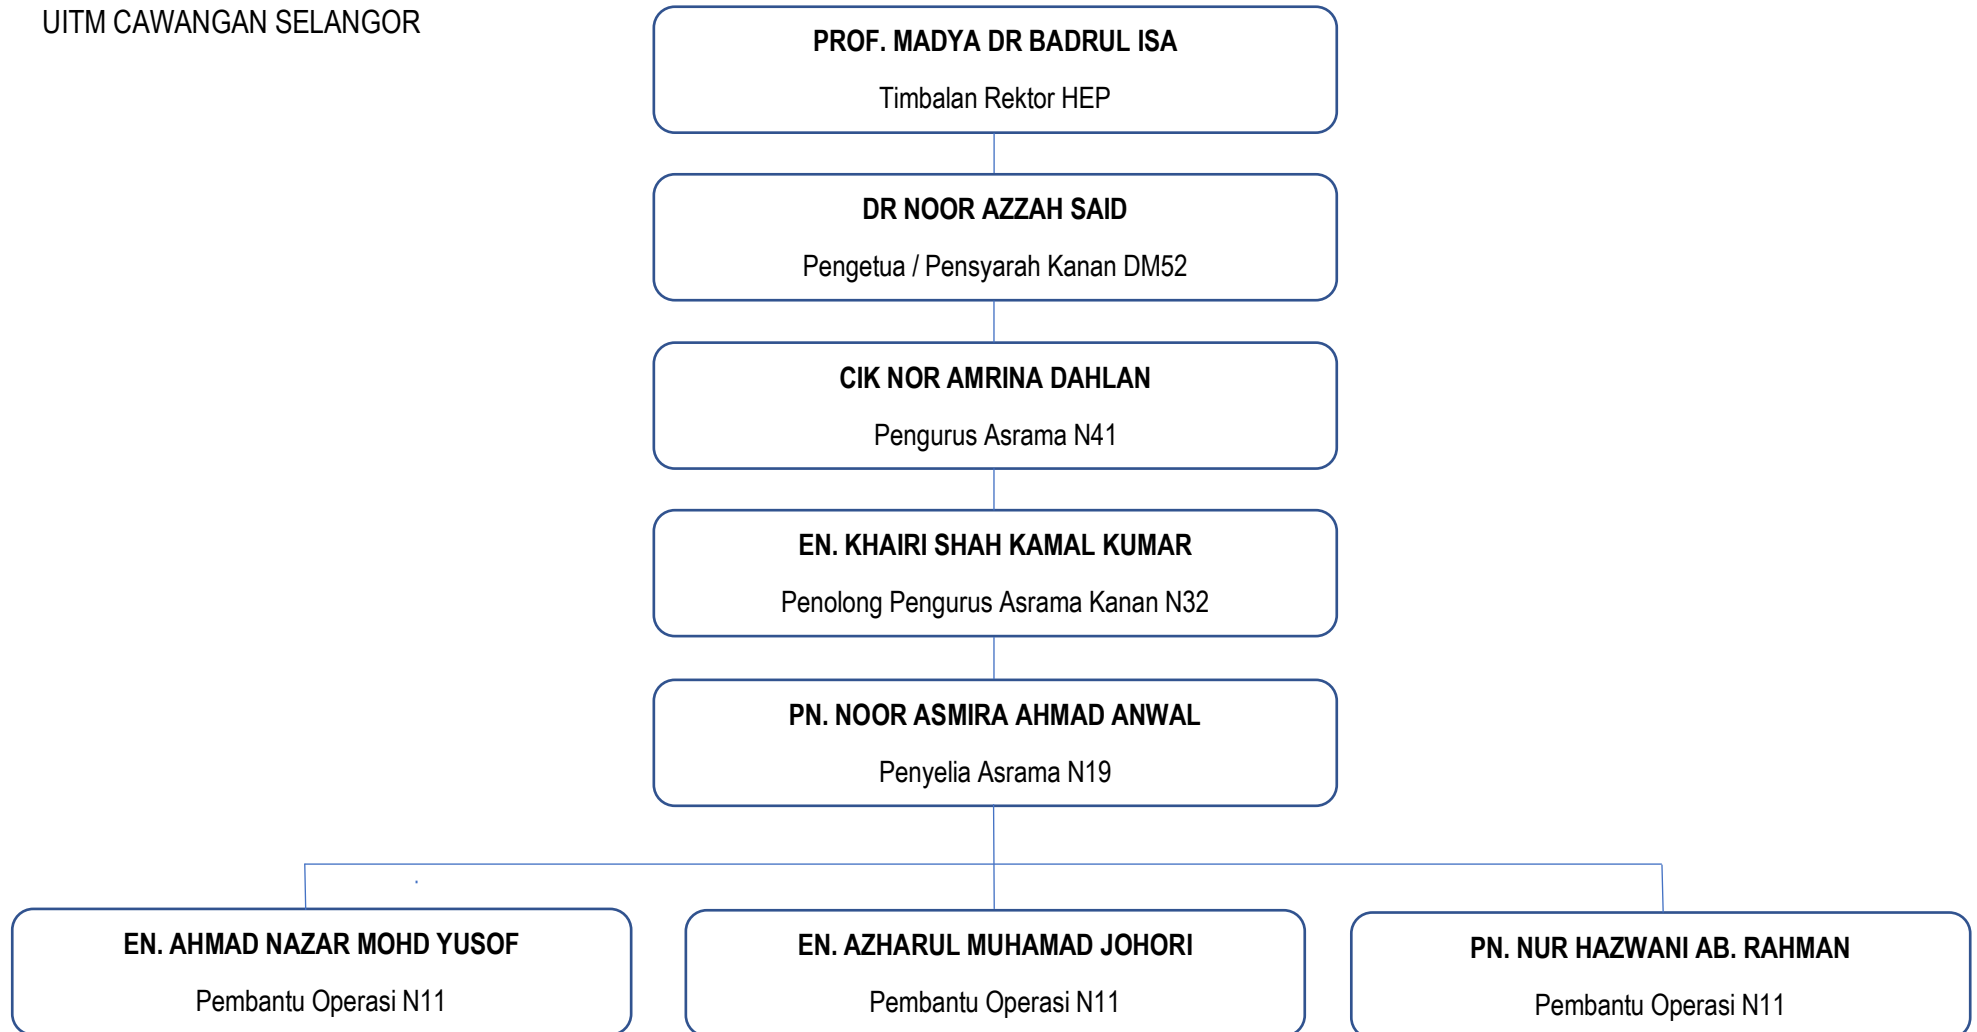 UITM CAWANGAN SELANGOR
PROF. MADYA DR BADRUL ISA
Timbalan Rektor HEP
DR NOOR AZZAH SAID
Pengetua / Pensyarah Kanan DM52
CIK NOR AMRINA DAHLAN
Pengurus Asrama N41
EN. KHAIRI SHAH KAMAL KUMAR
Penolong Pengurus Asrama Kanan N32
PN. NOOR ASMIRA AHMAD ANWAL
Penyelia Asrama N19
EN. AHMAD NAZAR MOHD YUSOF
Pembantu Operasi N11
EN. AZHARUL MUHAMAD JOHORI
Pembantu Operasi N11
PN. NUR HAZWANI AB. RAHMAN
Pembantu Operasi N11